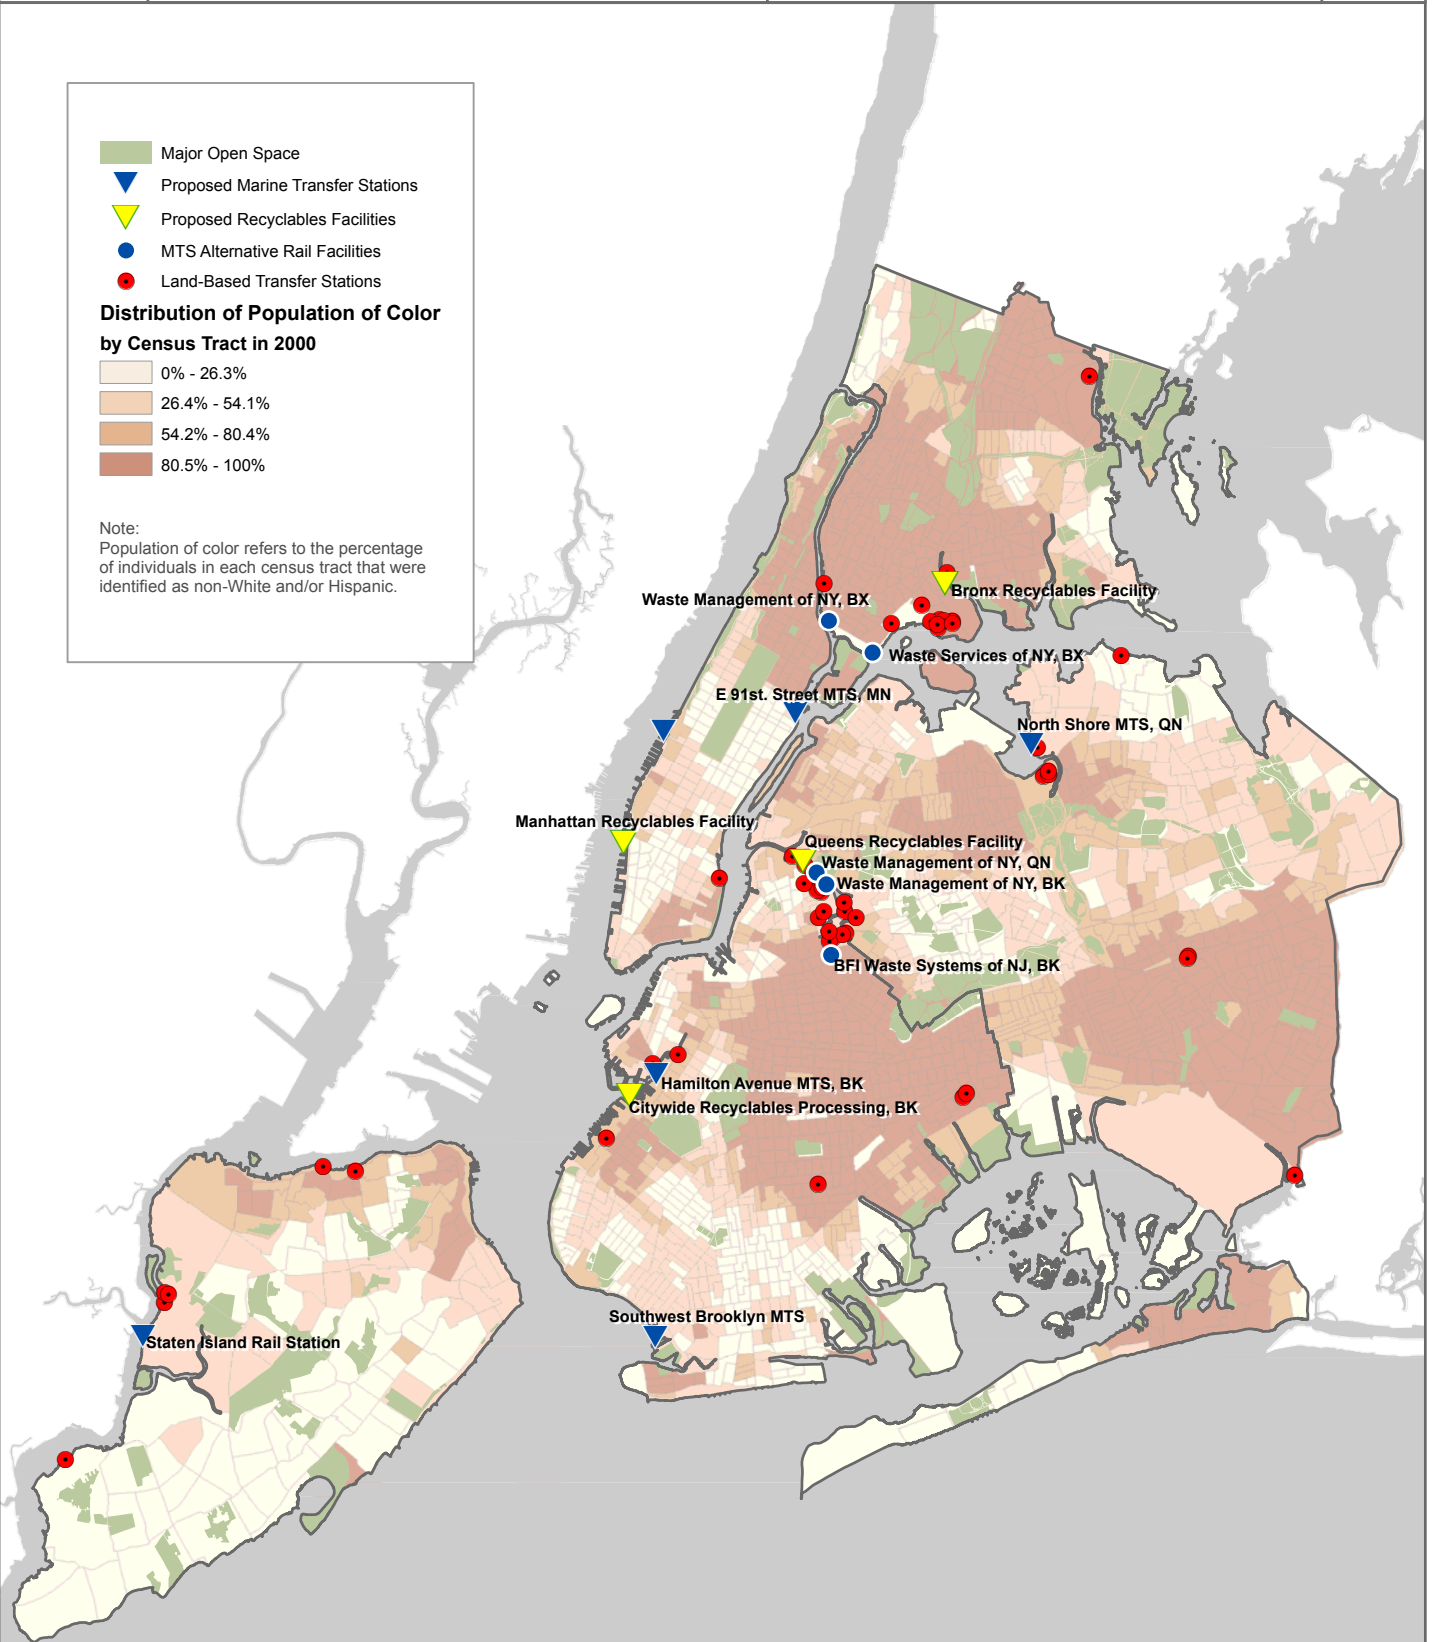 Major Open Space
Proposed Marine Transfer Stations
Proposed Recyclables Facilities
MTS Alternative Rail Facilities
Land-Based Transfer Stations
Distribution of Population of Color
by Census Tract in 2000
0% - 26.3%
26.4% - 54.1%
54.2% - 80.4%
80.5% - 100%
Note:
Population of color refers to the percentage
of individuals in each census tract that were
identified as non-White and/or Hispanic.
Waste Management of NY, BX
Bronx Recyclables Facility
Waste Services of NY, BX
E 91st. Street MTS, MN
North Shore MTS, QN
Manhattan Recyclables Facility
Queens Recyclables Facility
Waste Management of NY, QN
Waste Management of NY, BK
BFI Waste Systems of NJ, BK
Hamilton Avenue MTS, BK
Citywide Recyclables Processing, BK
Southwest Brooklyn MTS
Staten Island Rail Station